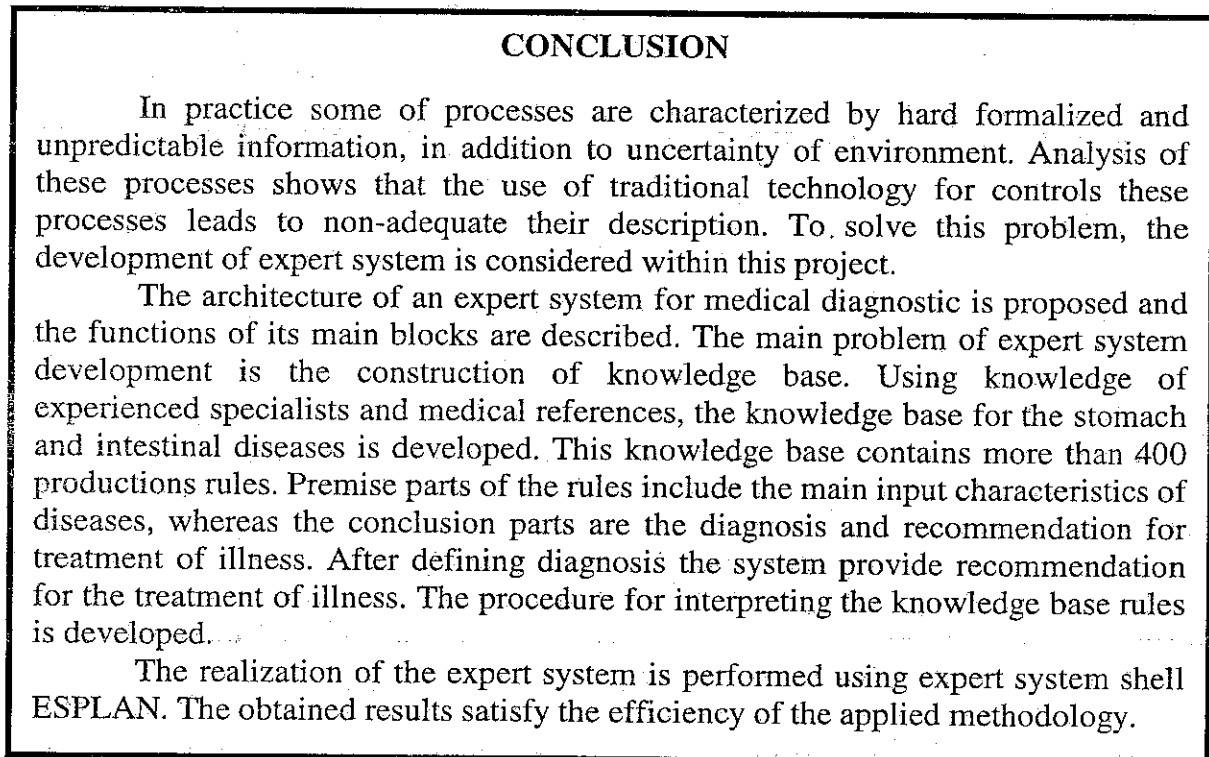 CONCLUSION
In practice some of processes are characterized by hard formalized and
unpredictable information, in addition to uncertainty of environment. Analysis of
these processes shows that the use of traditional technology for controls these
processes leads to non-adequate their description. To solve this problem, the
development of expert system is considered within this project.
The architecture of an expert system for medical diagnostic is proposed and
the functions of its main blocks are described. The main problem of expert system
development is the construction of knowledge base. Using knowledge of
experienced specialists and medical references, the knowledge base for the stomach
and intestinal diseases is developed. This knowledge base contains more than 400
productions rules. Premise parts of the rules include the main input characteristics of
diseases, whereas the conclusion parts are the diagnosis and recommendation for
treatment of illness. After defining diagnosis the system provide recommendation
for the treatment of illness. The procedure for interpreting the knowledge base rules
is developed.
The realization of the expert system is performed using expert system shell
ESPLAN. The obtained results satisfy the efficiency of the applied methodology.